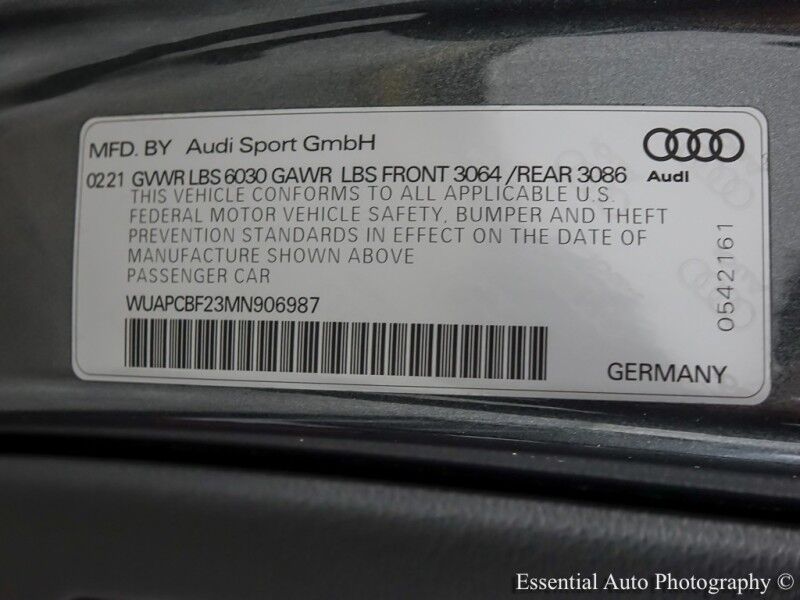 MFD. BY Audi Sport GmbH
0221 GVWR LBS 6030 GAWR LBS FRONT 3064 /REAR 3086
Audi
THIS VEHICLE CONFORMS TO ALL APPLICABLE U.S.
FEDERAL MOTOR VEHICLE SAFETY, BUMPER AND THEFT
PREVENTION STANDARDS IN EFFECT ON THE DATE OF
MANUFACTURE SHOWN ABOVE
PASSENGER CAR
WUAPCBF23MN906987
0542161
GERMANY
Essential Auto Photography ©